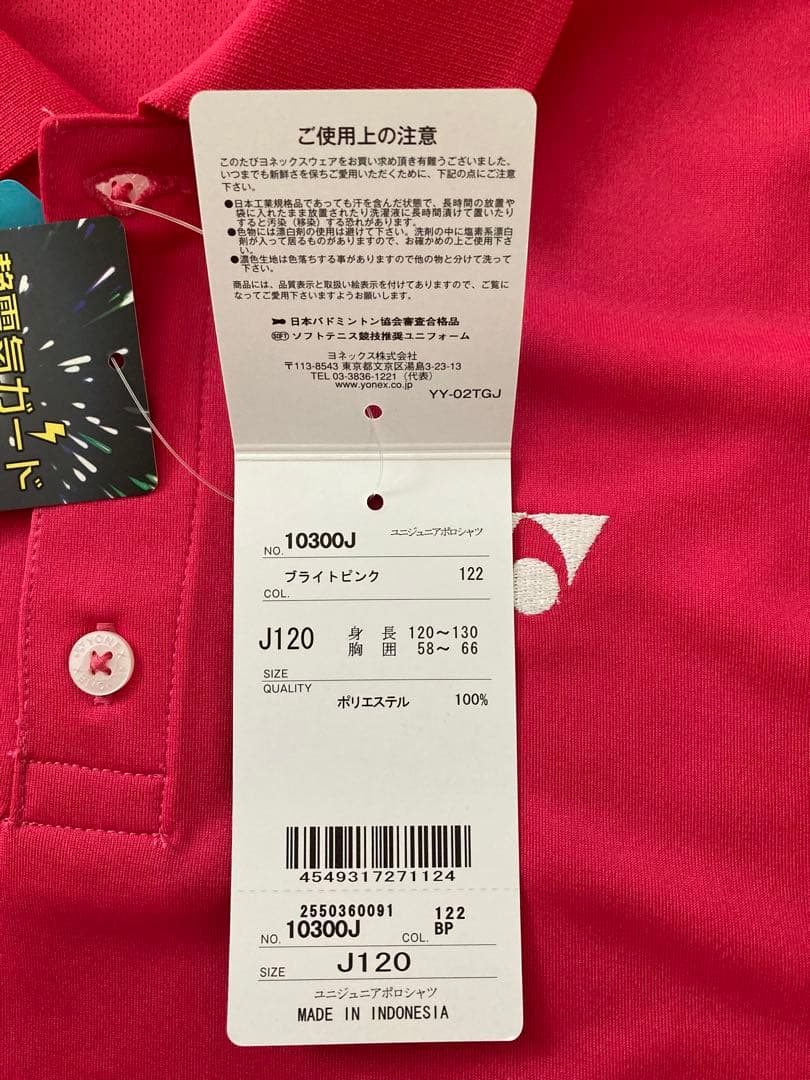 ご使用上の注意
このたびヨネックスウェアをお買い求め頂き有難うございました。
いつまでも新鮮さを保ちご愛用いただくために、下記の点にご注意
下さい。
●日本工業規格品であっても汗を含んだ状態で、長時間の放置や
袋に入れたまま放置されたり洗濯液に長時間漬けて置いたり
すると汚染（移染）する恐れがあります。
●色物には漂白剤の使用は避けて下さい。洗剤の中に塩素系漂白
剤が入って居るものがありますので、お確かめの上ご使用下さ
い。
●濃色生地は色落ちする事がありますので他の物と分けて洗って
下さい。
商品には、品質表示と取扱い絵表示を付けてありますので、ご覧に
なってご愛用下さいますようお願いします。
日本バドミントン協会審査合格品
SOFT ソフトテニス競技推奨ユニフォーム
ヨネックス株式会社
〒113-8543 東京都文京区湯島3-23-13
TEL 03-3836-1221（代表）
www.yonex.co.jp
YY-02TGJ
超電気ガード
NO. 10300J ユニジュニアポロシャツ
ブライトピンク 122
COL.
J120 身長 120〜130
胸囲 58〜 66
SIZE
QUALITY
ポリエステル 100%
4549317271124
2550360091 122
NO. 10300J COL. BP
SIZE J120
ユニジュニアポロシャツ
MADE IN INDONESIA
YONEX